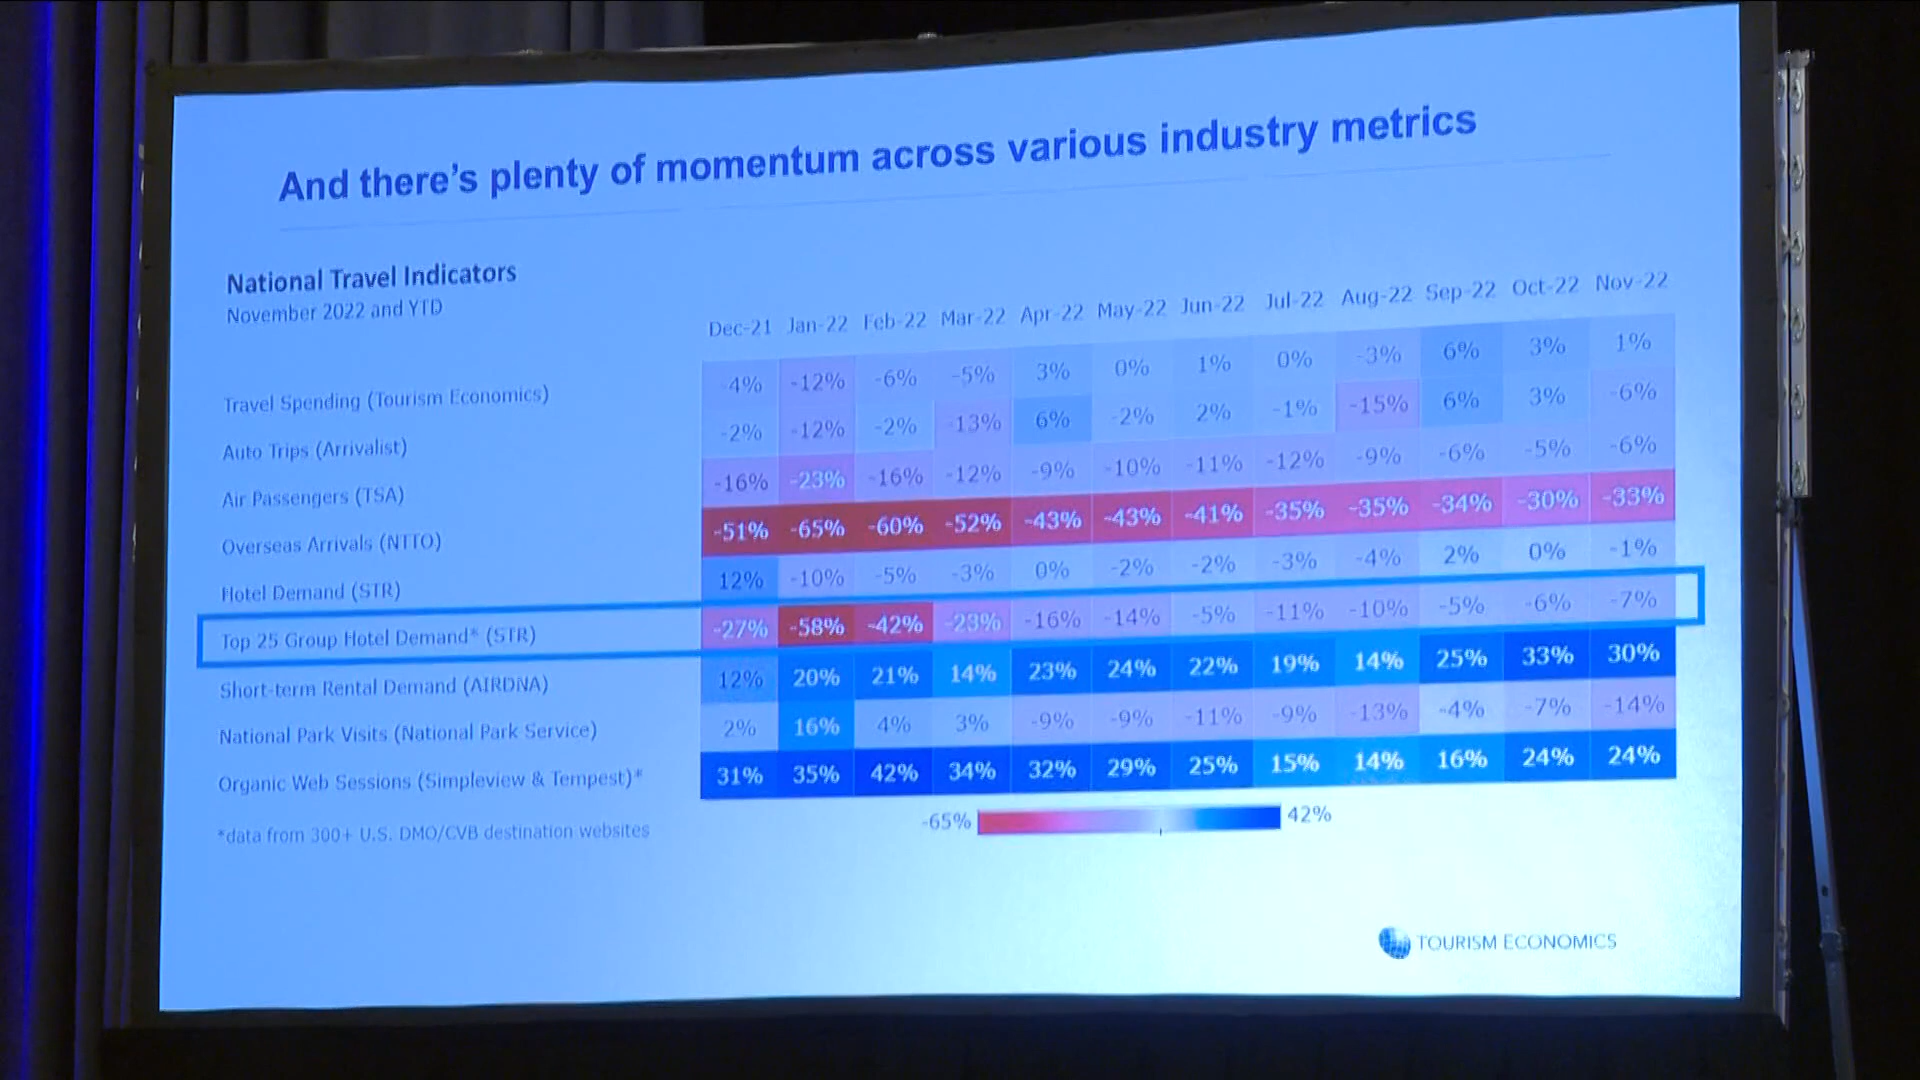 And there's plenty of momentum across various industry metrics
National Travel Indicators
November 2022 and YTD
Dec-21 Jan-22 Feb-22 Mar-22 Apr-22 May-22 Jun-22 Jul-22 Aug-22 Sep-22 Oct-22 Nov-22
Travel Spending (Tourism Economics) -4% -12% -6% -5% 3% 0% 1% 0% -3% 6% 3% 1%
Auto Trips (Arrivalist) -2% -12% -2% -13% 6% -2% 2% -1% -15% 6% 3% -6%
Air Passengers (TSA) -16% -23% -16% -12% -9% -10% -11% -12% -9% -6% -5% -6%
Overseas Arrivals (NTTO) -51% -65% -60% -52% -43% -43% -41% -35% -35% -34% -30% -33%
Hotel Demand (STR) 12% -10% -5% -3% 0% -2% -2% -3% -4% 2% 0% -1%
Top 25 Group Hotel Demand* (STR) -27% -58% -42% -23% -16% -14% -5% -11% -10% -5% -6% -7%
Short-term Rental Demand (AIRDNA) 12% 20% 21% 14% 23% 24% 22% 19% 14% 25% 33% 30%
National Park Visits (National Park Service) 2% 16% 4% 3% -9% -9% -11% -9% -13% -4% -7% -14%
Organic Web Sessions (Simpleview & Tempest)* 31% 35% 42% 34% 32% 29% 25% 15% 14% 16% 24% 24%
-65% 42%
*data from 300+ U.S. DMO/CVB destination websites
TOURISM ECONOMICS